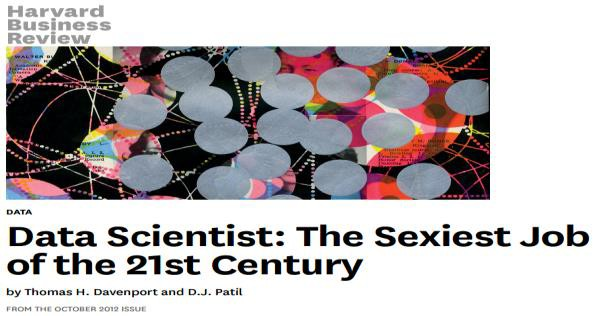 Harvard
Business
Review
DATA
Data Scientist: The Sexiest Job
of the 21st Century
by Thomas H. Davenport and D.J. Patil
FROM THE OCTOBER 2012 ISSUE